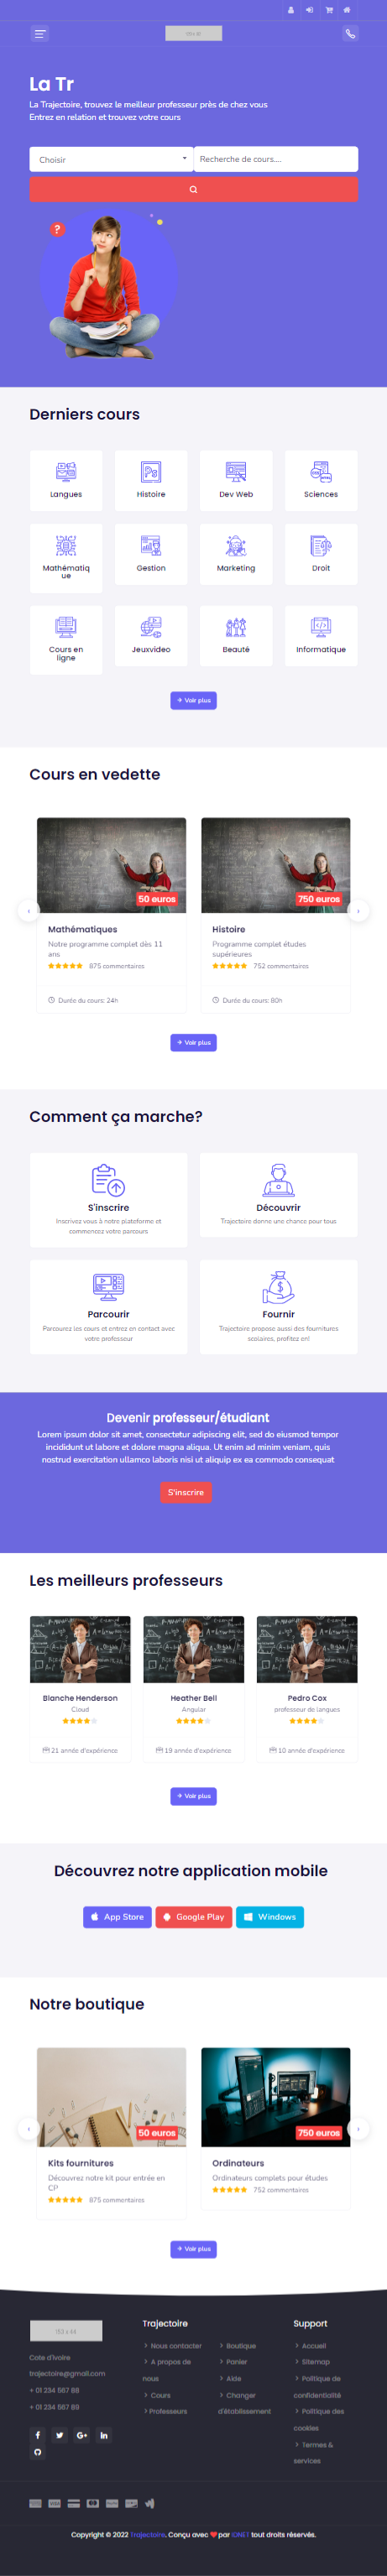 La Tr
La Trajectoire, trouvez le meilleur professeur près de chez vous
Entrez en relation et trouvez votre cours
Choisir
Recherche de cours....
?
Derniers cours
Langues
Histoire
Dev Web
Sciences
Mathématiq
ue
Gestion
Marketing
Droit
Cours en
ligne
Jeuxvideo
Beauté
Informatique
Voir plus
Cours en vedette
50 euros
750 euros
Mathématiques
Notre programme complet dès 11
ans
875 commentaires
Durée du cours: 24h
Histoire
Programme complet études
supérieures
752 commentaires
Durée du cours: 80h
Voir plus
Comment ça marche?
S'inscrire
Inscrivez vous à notre plateforme et
commencez votre parcours
Découvrir
Trajectoire donne une chance pour tous
Parcourir
Parcourez les cours et entrez en contact avec
votre professeur
Fournir
Trajectoire propose aussi des fournitures
scolaires, profitez en!
Devenir professeur/étudiant
Lorem ipsum dolor sit amet, consectetur adipiscing elit, sed do eiusmod tempor
incididunt ut labore et dolore magna aliqua. Ut enim ad minim veniam, quis
nostrud exercitation ullamco laboris nisi ut aliquip ex ea commodo consequat
S'inscrire
Les meilleurs professeurs
Blanche Henderson
Cloud
21 année d'expérience
Heather Bell
Angular
19 année d'expérience
Pedro Cox
professeur de langues
10 année d'expérience
Voir plus
Découvrez notre application mobile
App Store
Google Play
Windows
Notre boutique
50 euros
750 euros
Kits fournitures
Découvrez notre kit pour entrée en
CP
875 commentaires
Ordinateurs
Ordinateurs complets pour études
752 commentaires
Voir plus
Cote d'ivoire
trajectoire@gmail.com
+ 01 234 567 88
+ 01 234 567 89
Trajectoire
Nous contacter
A propos de
nous
Cours
Professeurs
Boutique
Panier
Aide
Changer
d'établissement
Support
Accueil
Sitemap
Politique de
confidentialité
Politique des
cookies
Termes &
services
Copyright © 2022 Trajectoire. Conçu avec ❤ par IONET tout droits réservés.